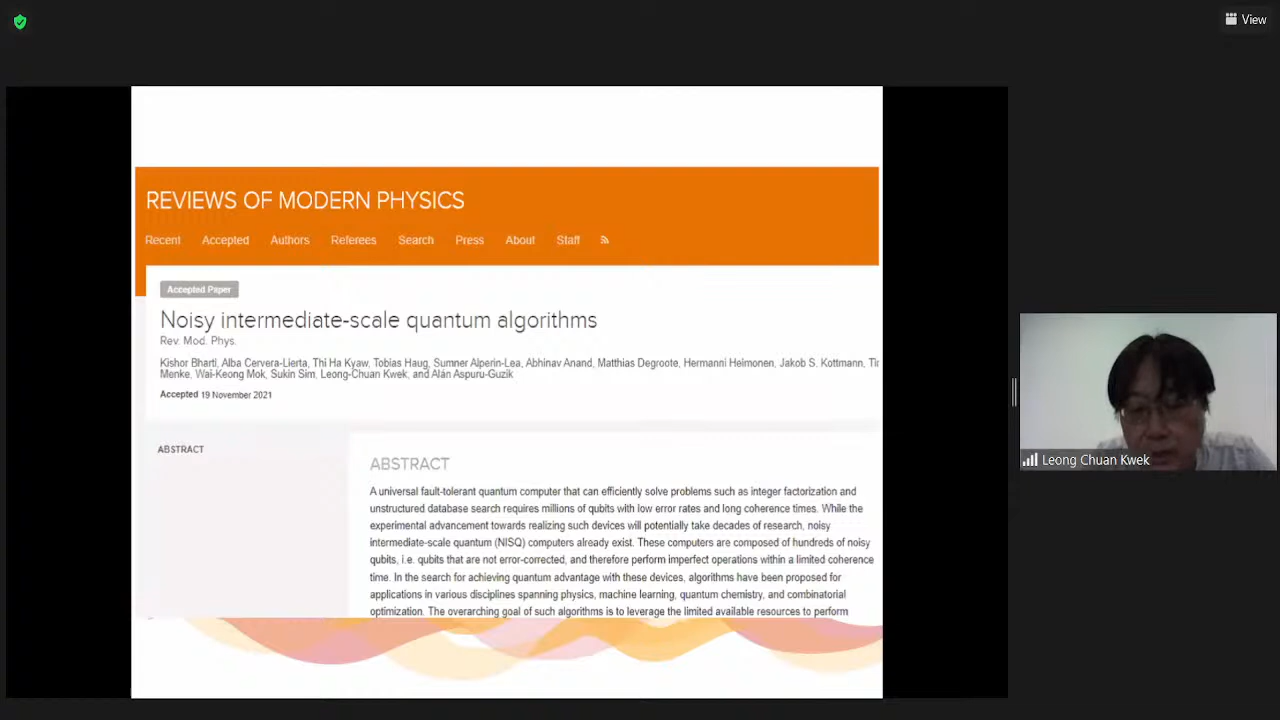 View
REVIEWS OF MODERN PHYSICS
Recent Accepted Authors Referees Search Press About Staff
Accepted Paper
Noisy intermediate-scale quantum algorithms
Rev. Mod. Phys.
Kishor Bharti, Alba Cervera-Lierta, Thi Ha Kyaw, Tobias Haug, Sumner Alperin-Lea, Abhinav Anand, Matthias Degroote, Hermanni Heimonen, Jakob S. Kottmann, Tim
Menke, Wai-Keong Mok, Sukin Sim, Leong-Chuan Kwek, and Alán Aspuru-Guzik
Accepted 19 November 2021
ABSTRACT
ABSTRACT
A universal fault-tolerant quantum computer that can efficiently solve problems such as integer factorization and
unstructured database search requires millions of qubits with low error rates and long coherence times. While the
experimental advancement towards realizing such devices will potentially take decades of research, noisy
intermediate-scale quantum (NISQ) computers already exist. These computers are composed of hundreds of noisy
qubits, i.e. qubits that are not error-corrected, and therefore perform imperfect operations within a limited coherence
time. In the search for achieving quantum advantage with these devices, algorithms have been proposed for
applications in various disciplines spanning physics, machine learning, quantum chemistry, and combinatorial
optimization. The overarching goal of such algorithms is to leverage the limited available resources to perform
Leong Chuan Kwek